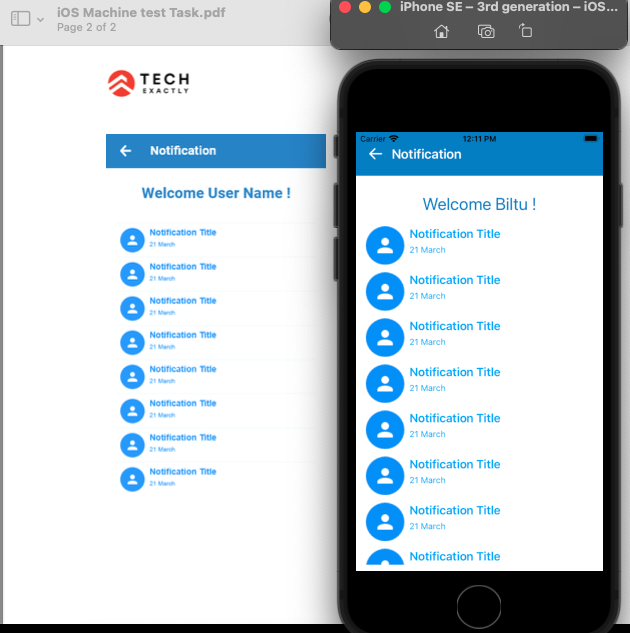 iOS Machine test Task.pdf
Page 2 of 2
TECH
EXACTLY
Notification
Welcome User Name !
Notification Title
21 March
Notification Title
21 March
Notification Title
21 March
Notification Title
21 March
Notification Title
21 March
Notification Title
21 March
Notification Title
21 March
Notification Title
21 March
iPhone SE – 3rd generation – iOS...
Carrier
12:11 PM
Notification
Welcome Biltu !
Notification Title
21 March
Notification Title
21 March
Notification Title
21 March
Notification Title
21 March
Notification Title
21 March
Notification Title
21 March
Notification Title
21 March
Notification Title